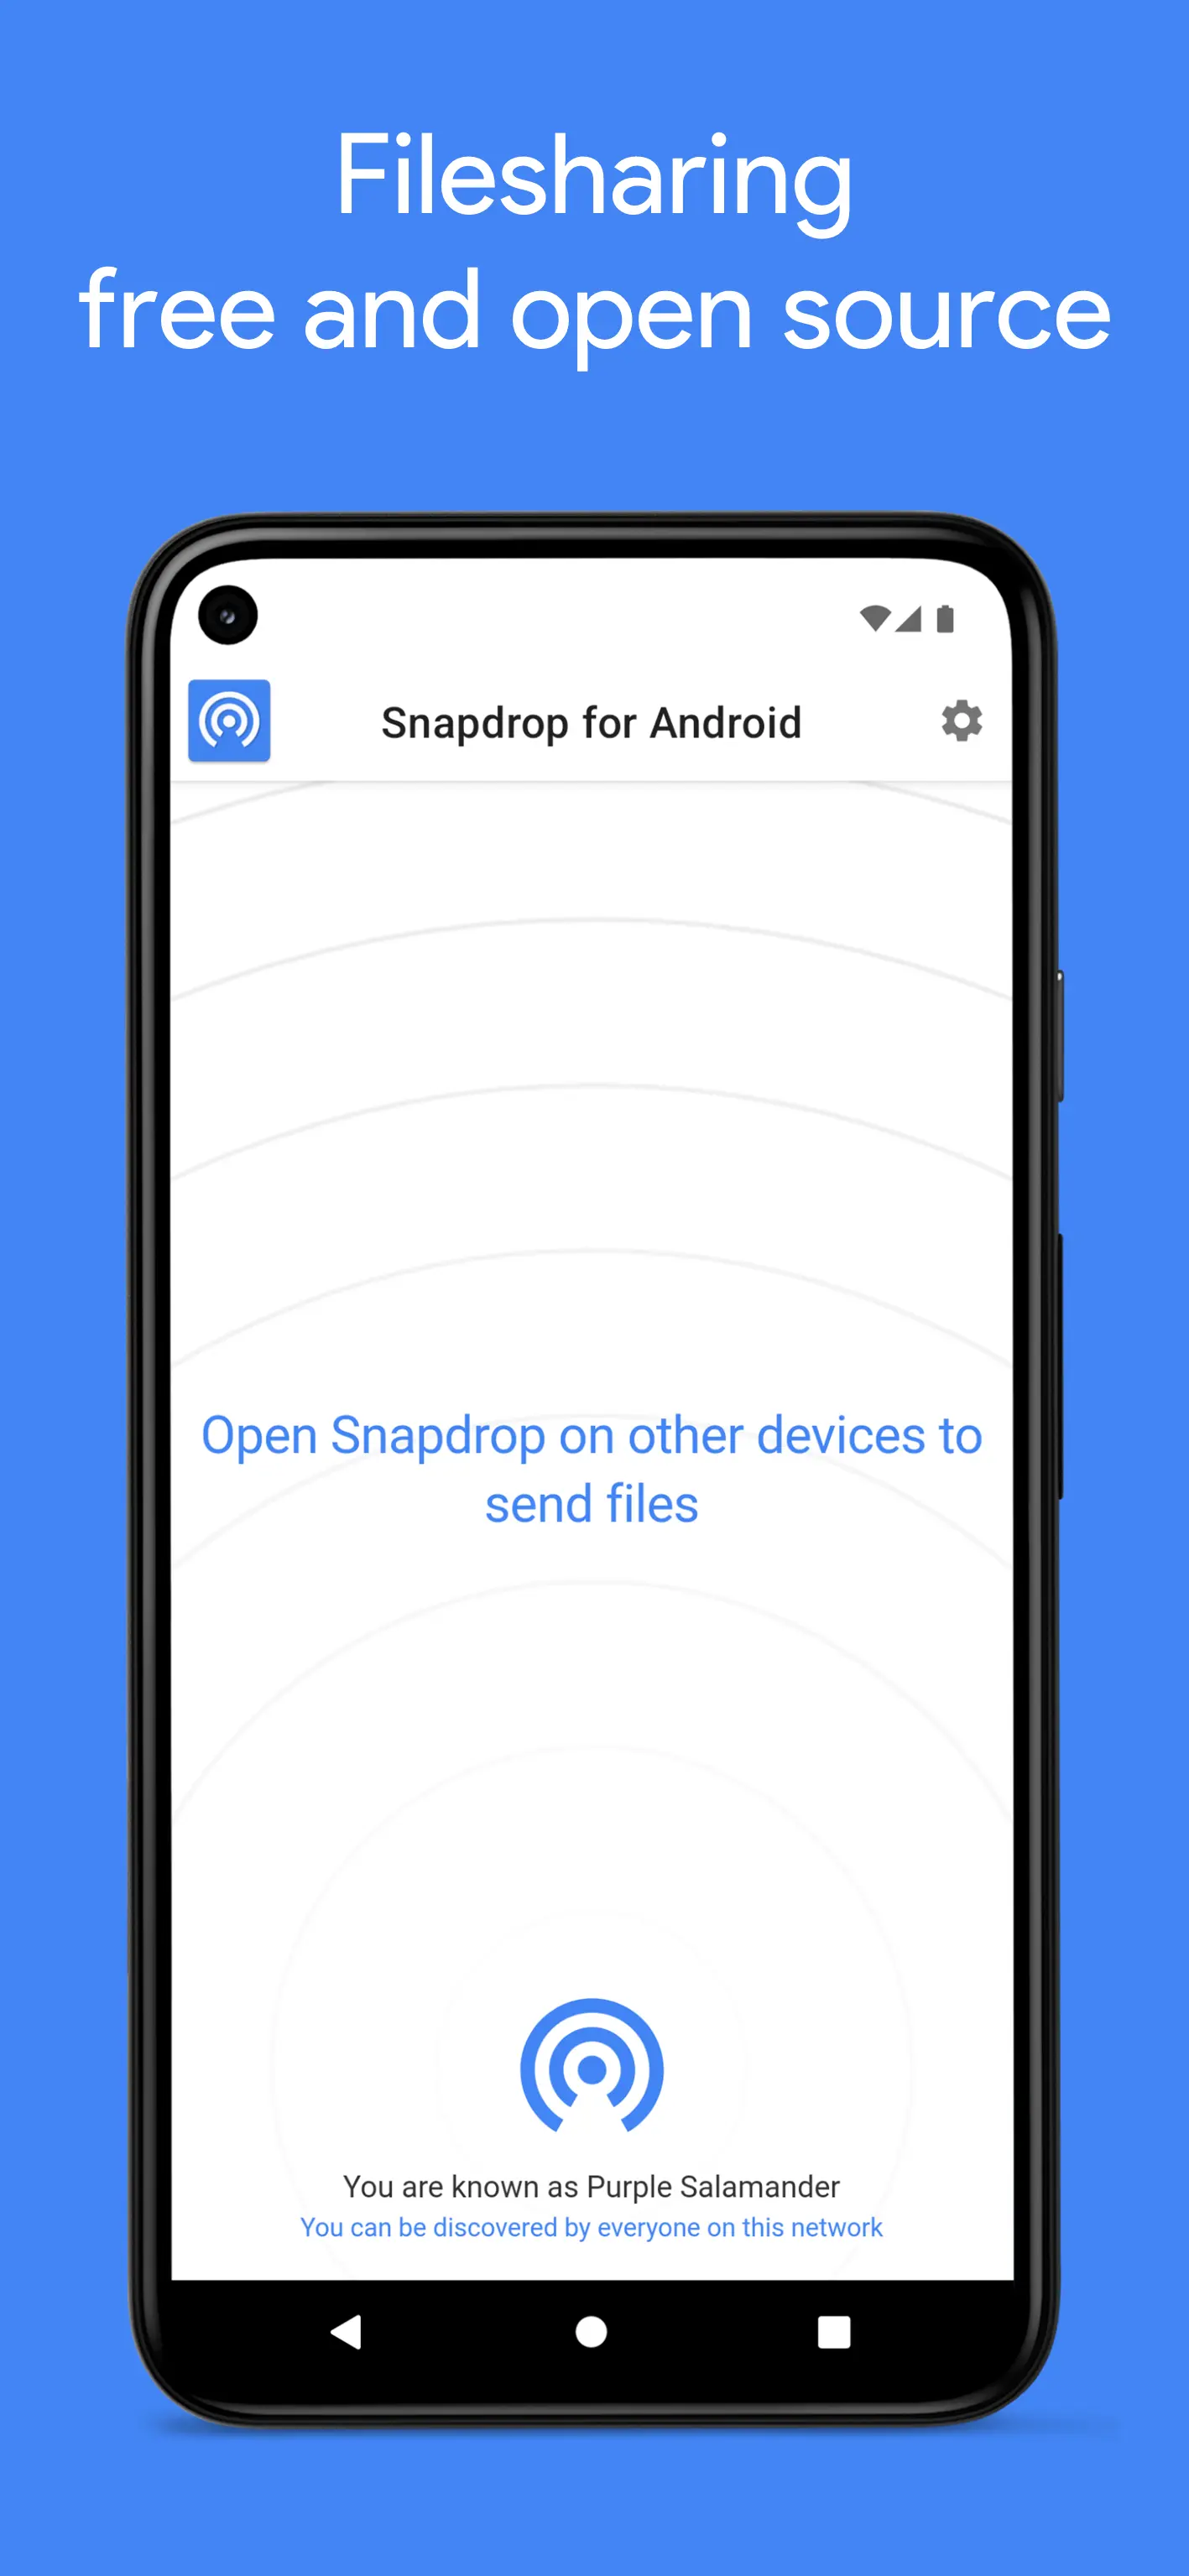 Filesharing
free and open source
Snapdrop for Android
Open Snapdrop on other devices to
send files
You are known as Purple Salamander
You can be discovered by everyone on this network